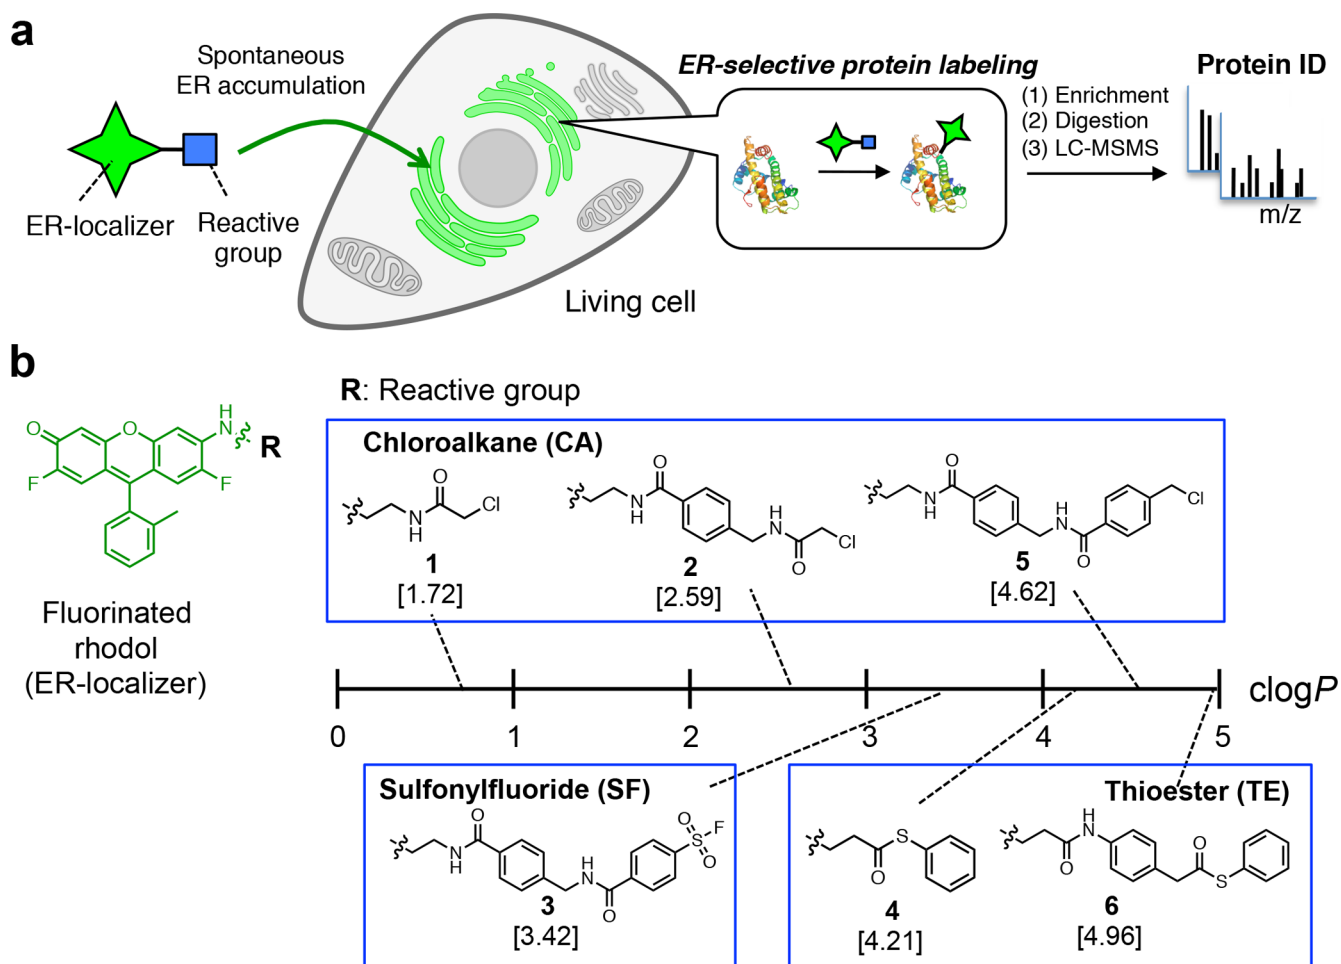 a
Spontaneous
ER accumulation
ER-localizer
Reactive
group
Living cell
ER-selective protein labeling
(1) Enrichment
(2) Digestion
(3) LC-MSMS
Protein ID
m/z
b
R: Reactive group
O
O
H
N
R
F
F
Fluorinated
rhodol
(ER-localizer)
Chloroalkane (CA)
O
N
H
Cl
1
[1.72]
O
N
H
H
N
O
Cl
2
[2.59]
O
N
H
H
N
O
Cl
5
[4.62]
0
1
2
3
4
5
clogP
Sulfonylfluoride (SF)
O
N
H
H
N
O
O
S
F
O
3
[3.42]
Thioester (TE)
S
O
4
[4.21]
H
N
O
O
S
6
[4.96]